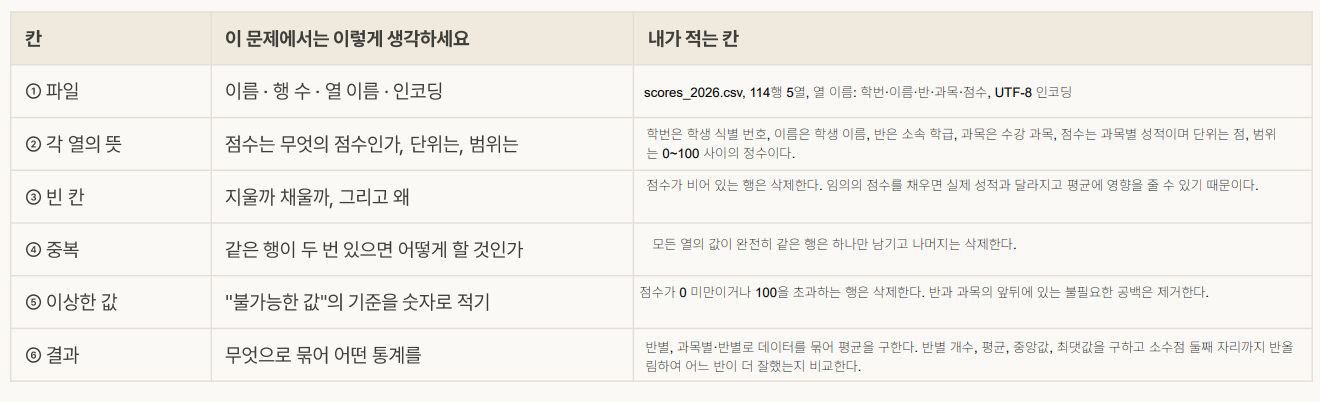 칸
이 문제에서는 이렇게 생각하세요
내가 적는 칸
① 파일
이름 · 행 수 · 열 이름 · 인코딩
scores_2026.csv, 114행 5열, 열 이름: 학번·이름·반·과목·점수, UTF-8 인코딩
② 각 열의 뜻
점수는 무엇의 점수인가, 단위는, 범위는
학번은 학생 식별 번호, 이름은 학생 이름, 반은 소속 학급, 과목은 수강 과목, 점수는 과목별 성적이며 단위는 점, 범위
는 0~100 사이의 정수이다.
③ 빈 칸
지울까 채울까, 그리고 왜
점수가 비어 있는 행은 삭제한다. 임의의 점수를 채우면 실제 성적과 달라지고 평균에 영향을 줄 수 있기 때문이다.
④ 중복
같은 행이 두 번 있으면 어떻게 할 것인가
모든 열의 값이 완전히 같은 행은 하나만 남기고 나머지는 삭제한다.
⑤ 이상한 값
"불가능한 값"의 기준을 숫자로 적기
점수가 0 미만이거나 100을 초과하는 행은 삭제한다. 반과 과목의 앞뒤에 있는 불필요한 공백은 제거한다.
⑥ 결과
무엇으로 묶어 어떤 통계를
반별, 과목별·반별로 데이터를 묶어 평균을 구한다. 반별 개수, 평균, 중앙값, 최댓값을 구하고 소수점 둘째 자리까지 반올
림하여 어느 반이 더 잘했는지 비교한다.